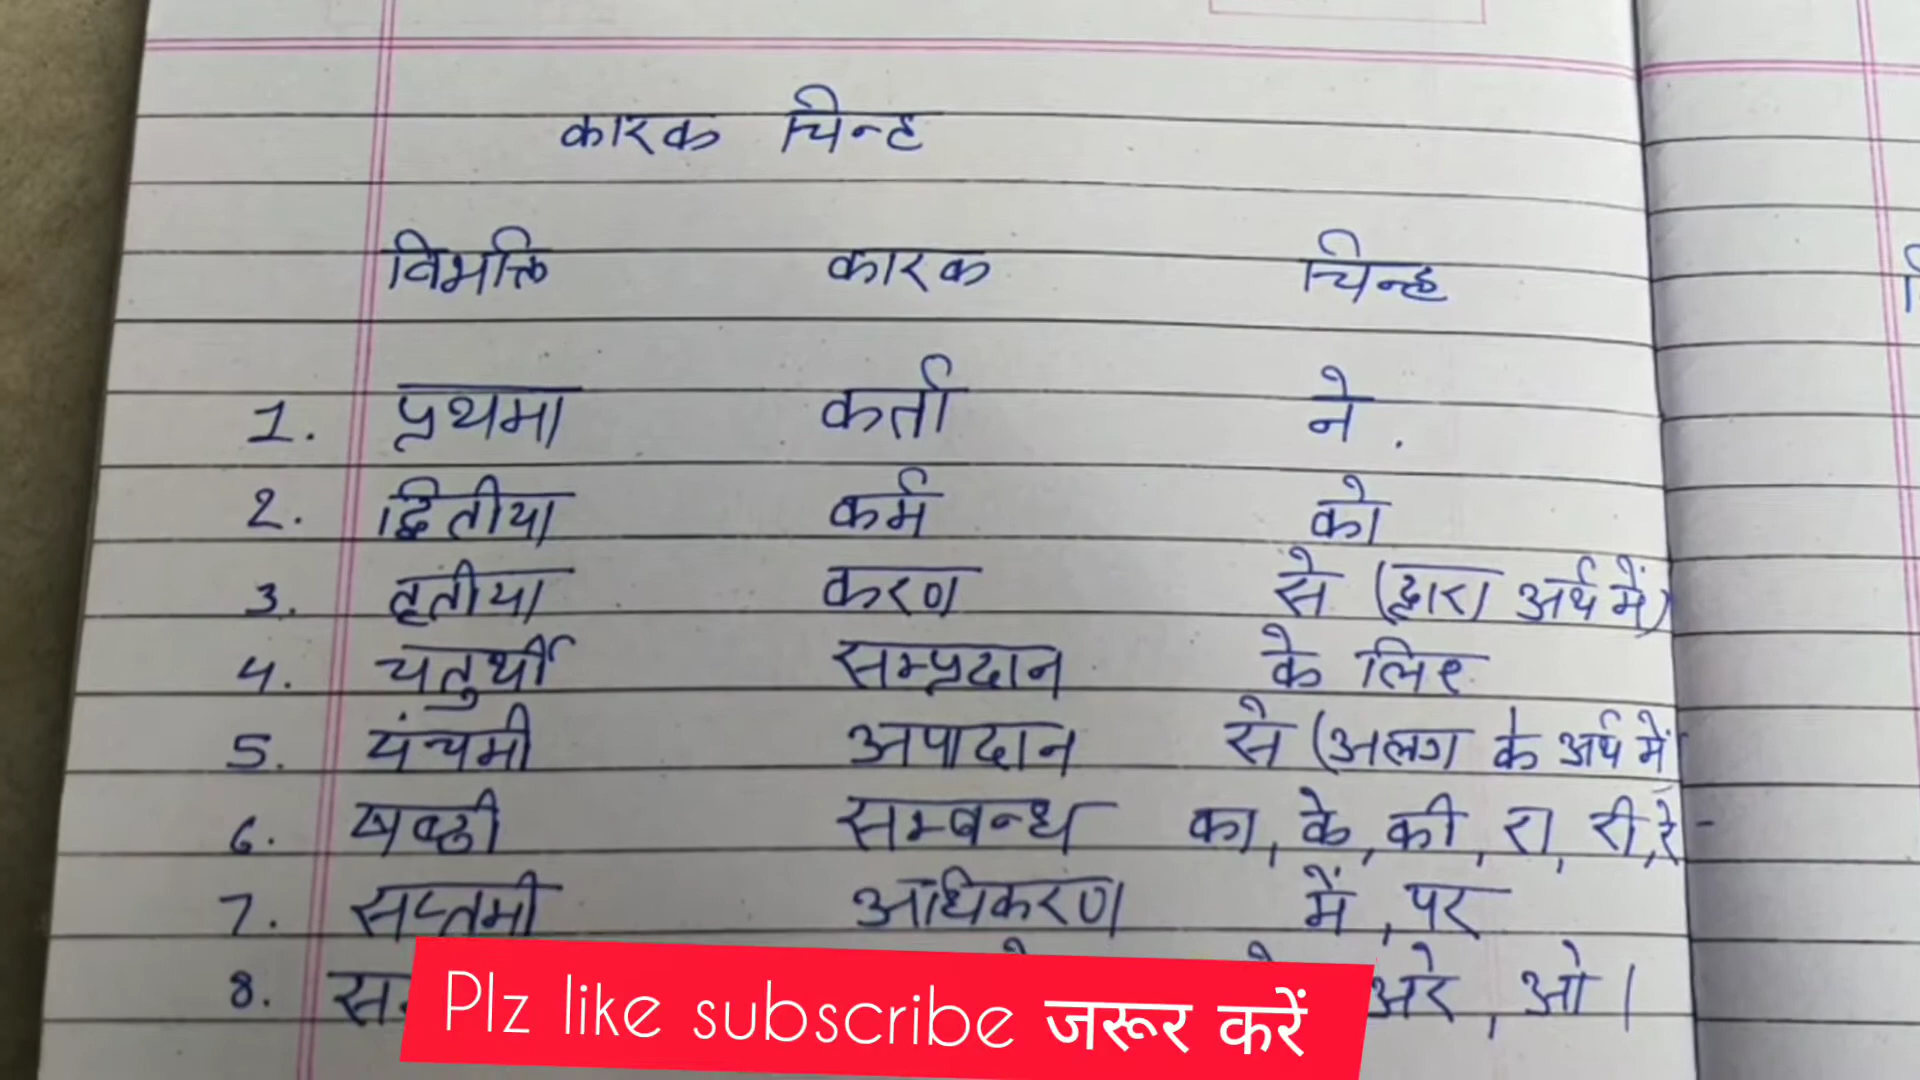 कारक चिन्ह
विभक्ति कारक चिन्ह
1. प्रथमा कर्ता ने .
2. द्वितीया कर्म को
3. तृतीया करण से (द्वारा अर्थ में)
4. चतुर्थी सम्प्रदान के लिए
5. पंचमी अपादान से (अलग के अर्थ में
6. षष्ठी सम्बन्ध का, के, की, रा, री, रे -
7. सप्तमी अधिकरण में, पर
8. अरे, ओ।
Plz like subscribe जरूर करें